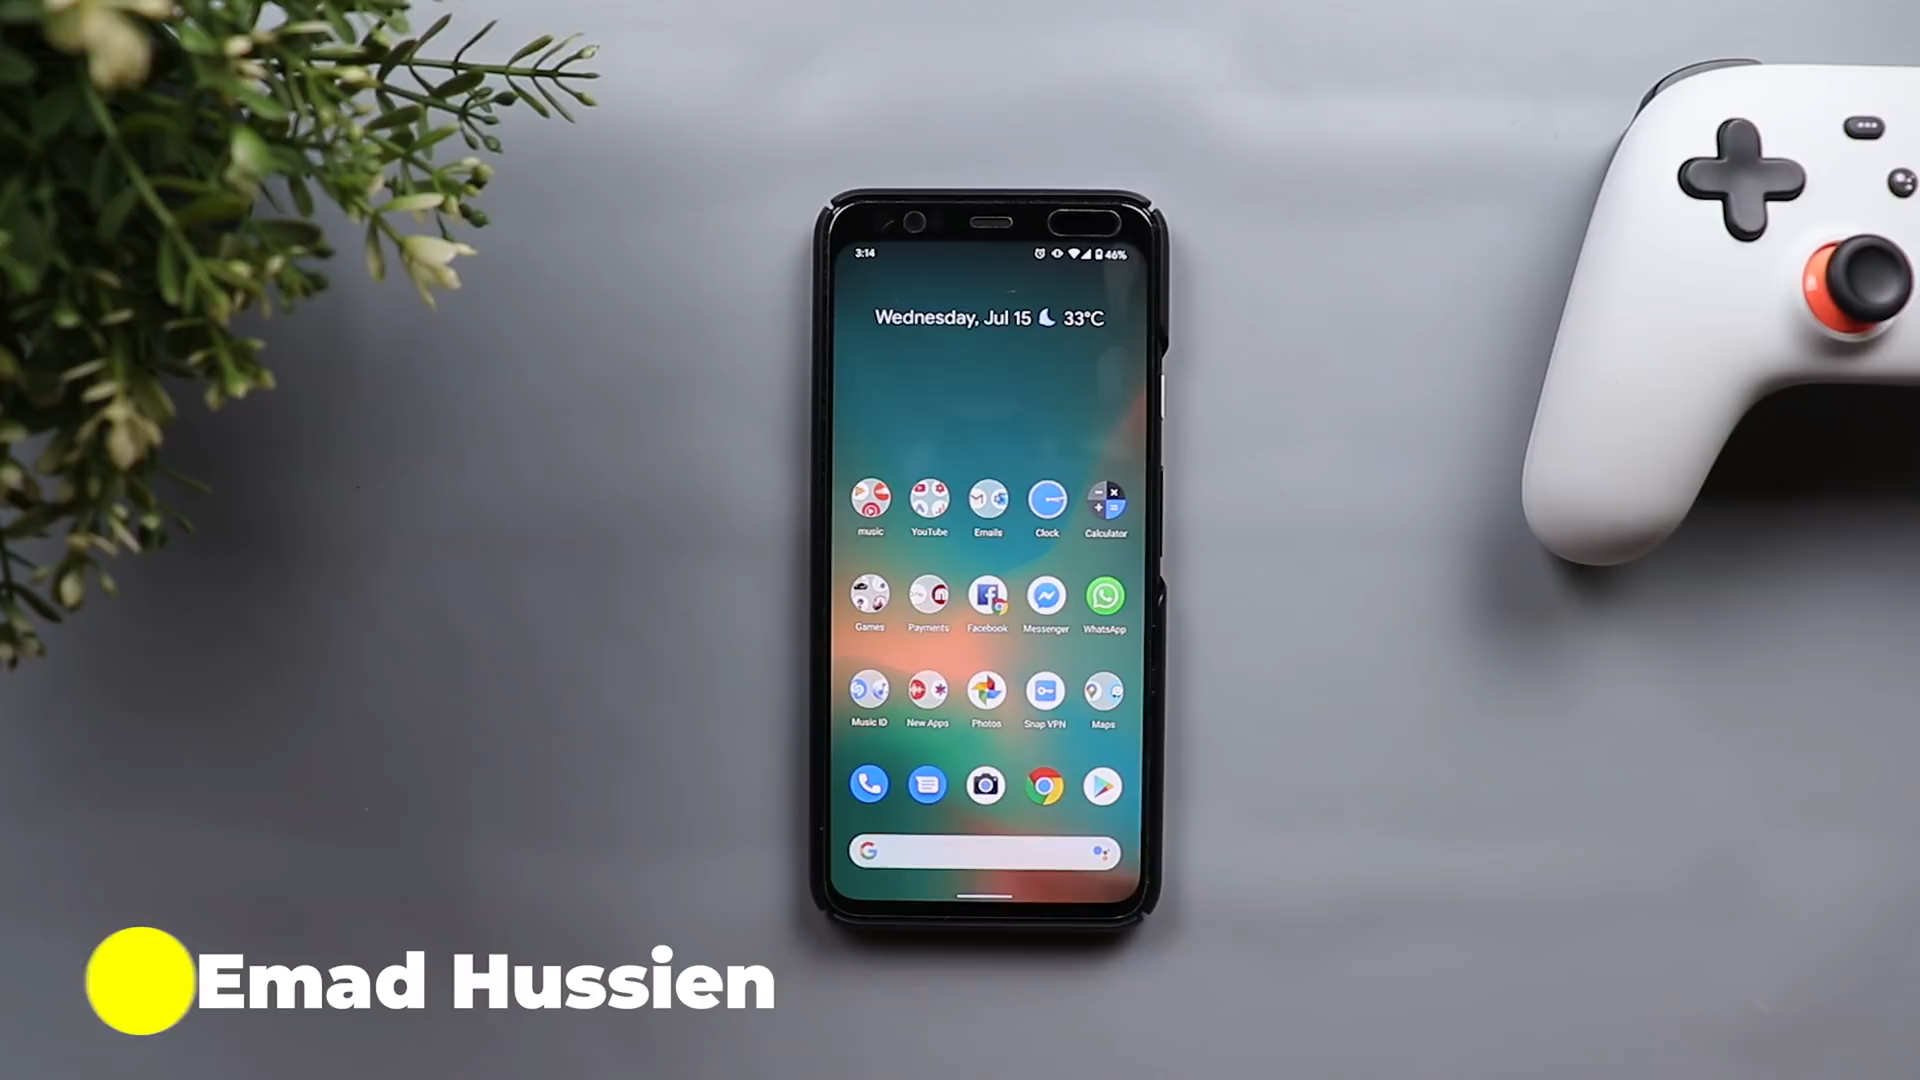 3:14
46%
Wednesday, Jul 15 33°C
music YouTube Emails Clock Calculator
Games Payments Facebook Messenger WhatsApp
Music ID New Apps Photos Snap VPN Maps
G
Emad Hussien